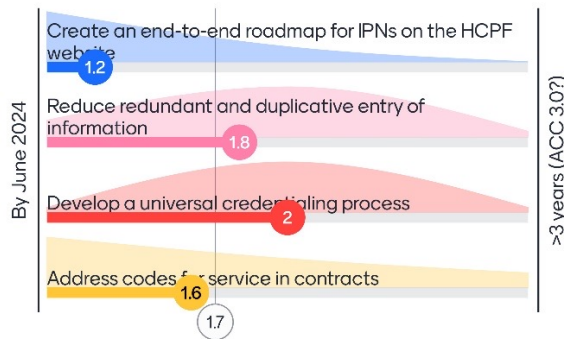 Create an end-to-end roadmap for IPNs on the HCPF
website
1.2
Reduce redundant and duplicative entry of
information
1.8
Develop a universal credentialing process
2
Address codes for service in contracts
1.6
1.7
By June 2024
>3 years (ACC 3.0?)